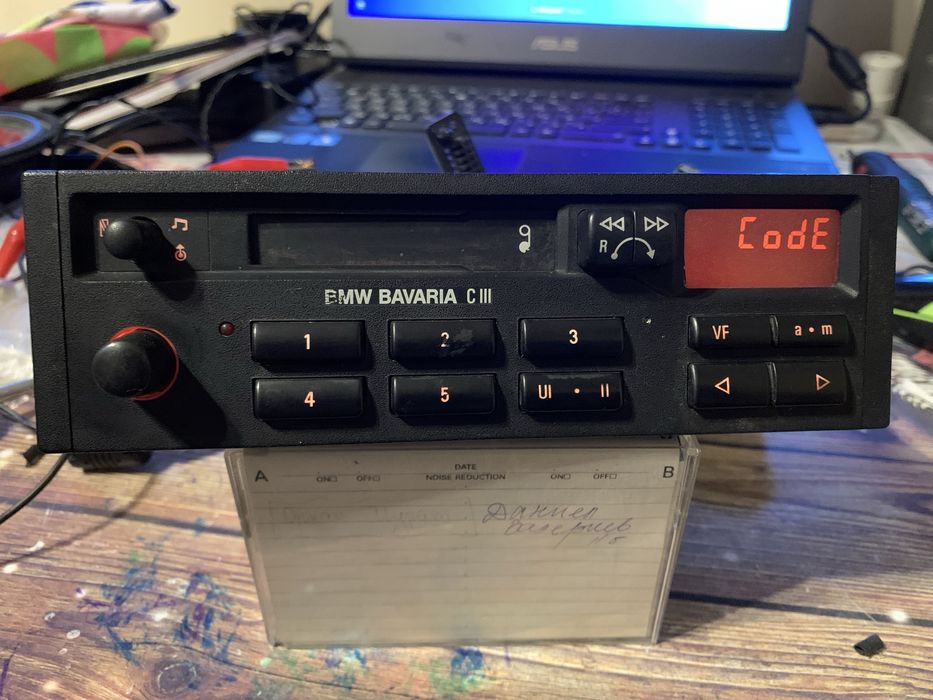 ASUS
CodE
R
BMW BAVARIA C III
1
2
3
VF
a • m
4
5
UI • II
A
DATE
B
ON OFF
NOISE REDUCTION
ON OFF
Даниел